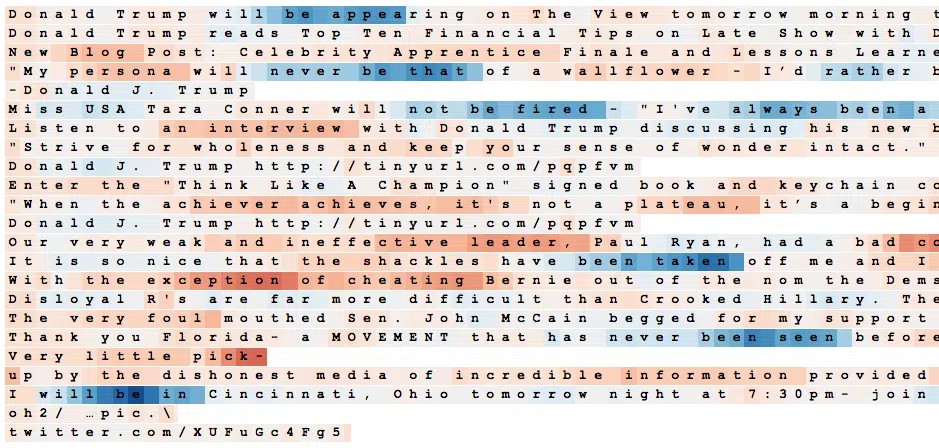 Donald Trump will be appearing on The View tomorrow morning t
Donald Trump reads Top Ten Financial Tips on Late Show with D
New Blog Post: Celebrity Apprentice Finale and Lessons Learne
"My persona will never be that of a wallflower - I'd rather b
-Donald J. Trump
Miss USA Tara Conner will not be fired - "I've always been a
Listen to an interview with Donald Trump discussing his new b
"Strive for wholeness and keep your sense of wonder intact."
Donald J. Trump http://tinyurl.com/pqpfvm
Enter the "Think Like A Champion" signed book and keychain co
"When the achiever achieves, it's not a plateau, it's a begin
Donald J. Trump http://tinyurl.com/pqpfvm
Our very weak and ineffective leader, Paul Ryan, had a bad co
It is so nice that the shackles have been taken off me and I
With the exception of cheating Bernie out of the nom the Dems
Disloyal R's are far more difficult than Crooked Hillary. The
The very foul mouthed Sen. John McCain begged for my support
Thank you Florida- a MOVEMENT that has never been seen before
Very little pick-
up by the dishonest media of incredible information provided
I will be in Cincinnati, Ohio tomorrow night at 7:30pm- join
oh2/ …pic.\
twitter.com/XUFuGc4Fg5